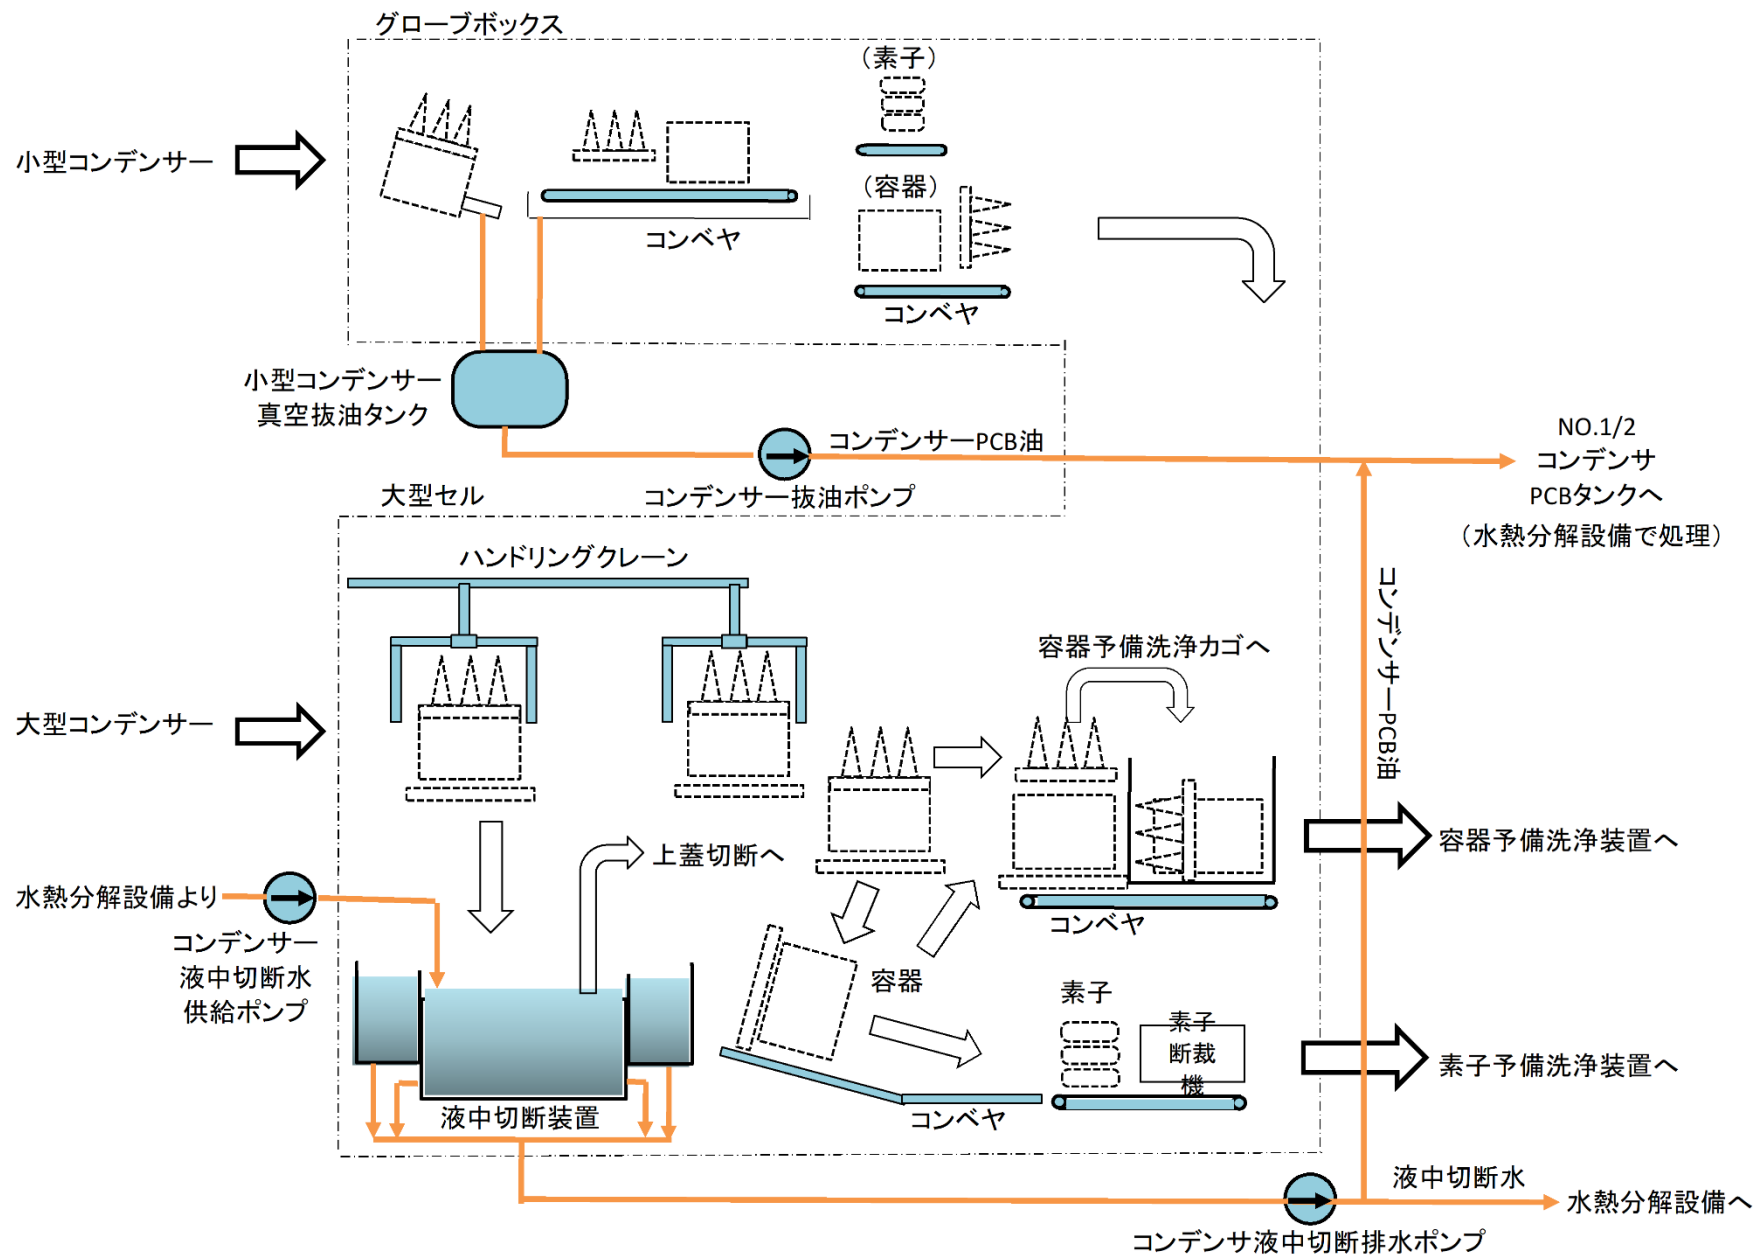 グローブボックス
（素子）
小型コンデンサー
（容器）
コンベヤ
コンベヤ
小型コンデンサー
真空抜油タンク
コンデンサーPCB油
コンデンサー抜油ポンプ
NO.1/2
コンデンサ
PCBタンクへ
（水熱分解設備で処理）
大型セル
ハンドリングクレーン
コンデンサーPCB油
容器予備洗浄カゴへ
大型コンデンサー
上蓋切断へ
容器予備洗浄装置へ
水熱分解設備より
コンデンサー
液中切断水
供給ポンプ
コンベヤ
容器
素子
素子
断裁
機
素子予備洗浄装置へ
液中切断装置
コンベヤ
液中切断水
水熱分解設備へ
コンデンサ液中切断排水ポンプ